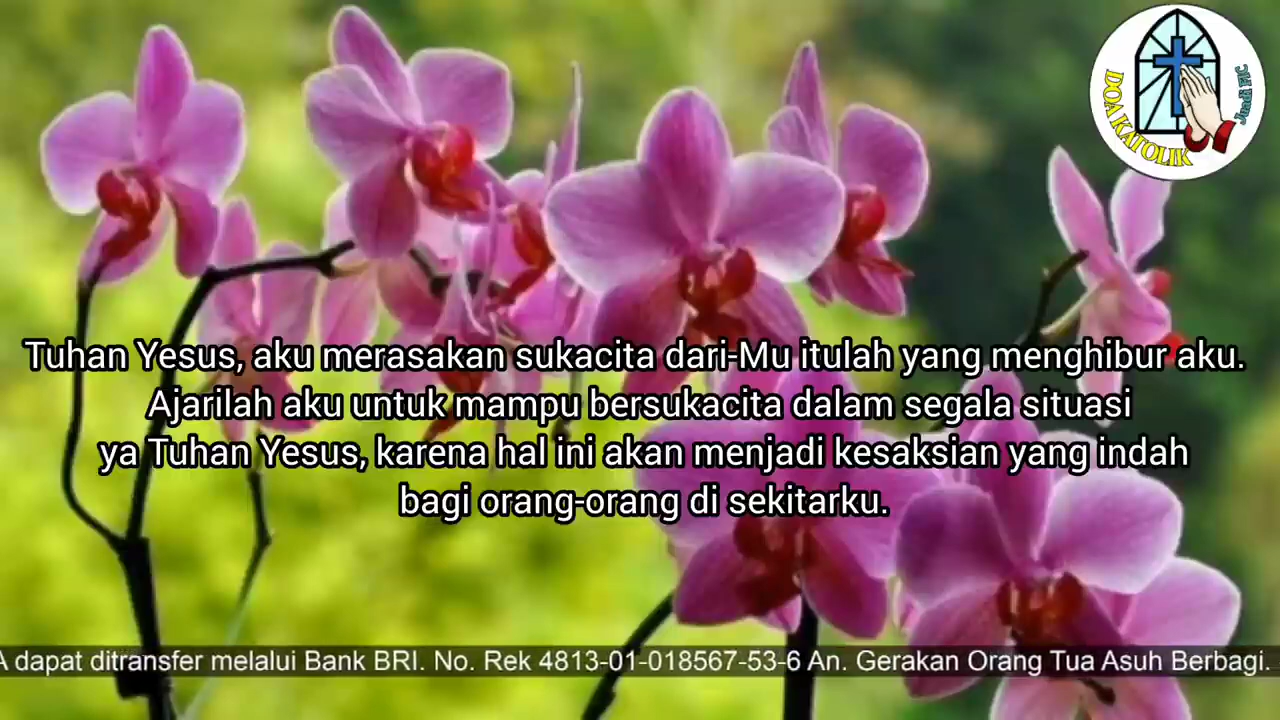 DOA KATOLIK
Juadi FIC
Tuhan Yesus, aku merasakan sukacita dari-Mu itulah yang menghibur aku.
Ajarilah aku untuk mampu bersukacita dalam segala situasi
ya Tuhan Yesus, karena hal ini akan menjadi kesaksian yang indah
bagi orang-orang di sekitarku.
A dapat ditransfer melalui Bank BRI. No. Rek 4813-01-018567-53-6 An. Gerakan Orang Tua Asuh Berbagi.